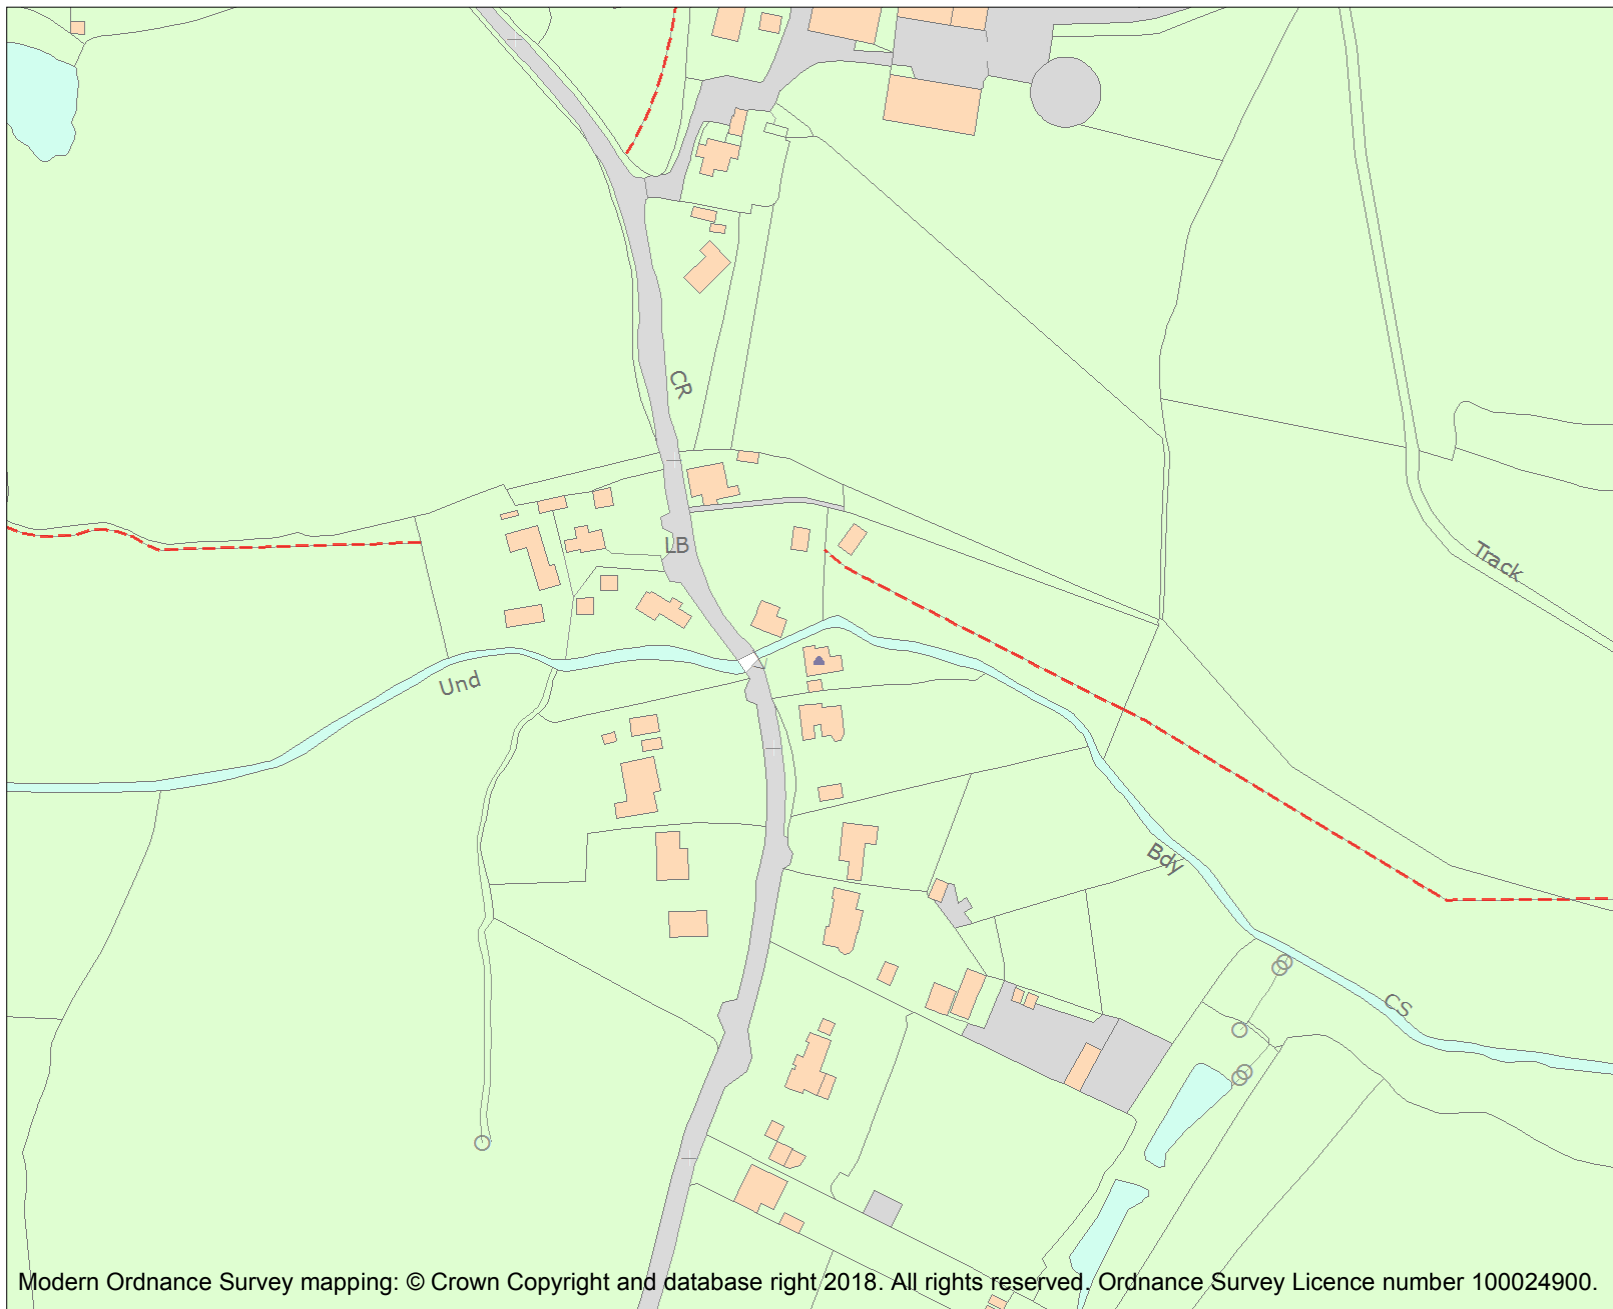 CR
LB
Track
Und
Bdy
CS
Modern Ordnance Survey mapping: © Crown Copyright and database right 2018. All rights reserved. Ordnance Survey Licence number 100024900.